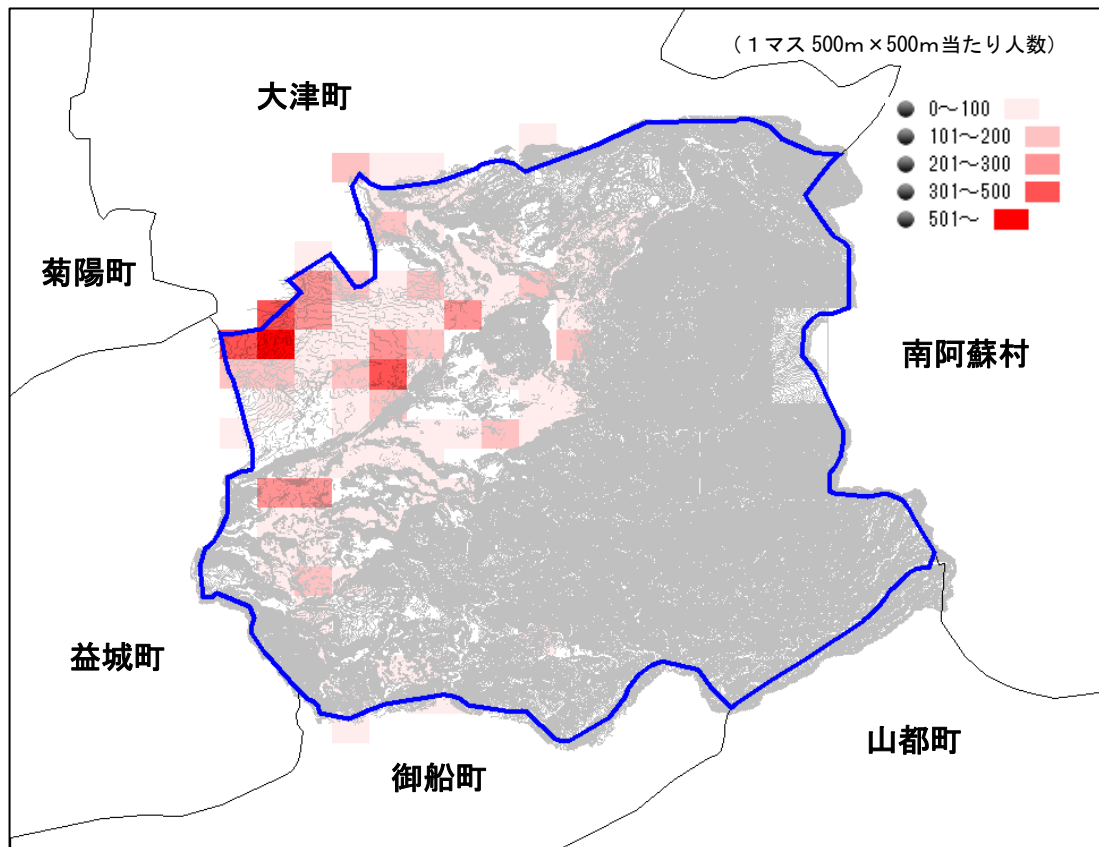 （１マス 500ｍ×500ｍ当たり人数）
大津町
0～100
101～200
201～300
301～500
501～
菊陽町
南阿蘇村
益城町
山都町
御船町